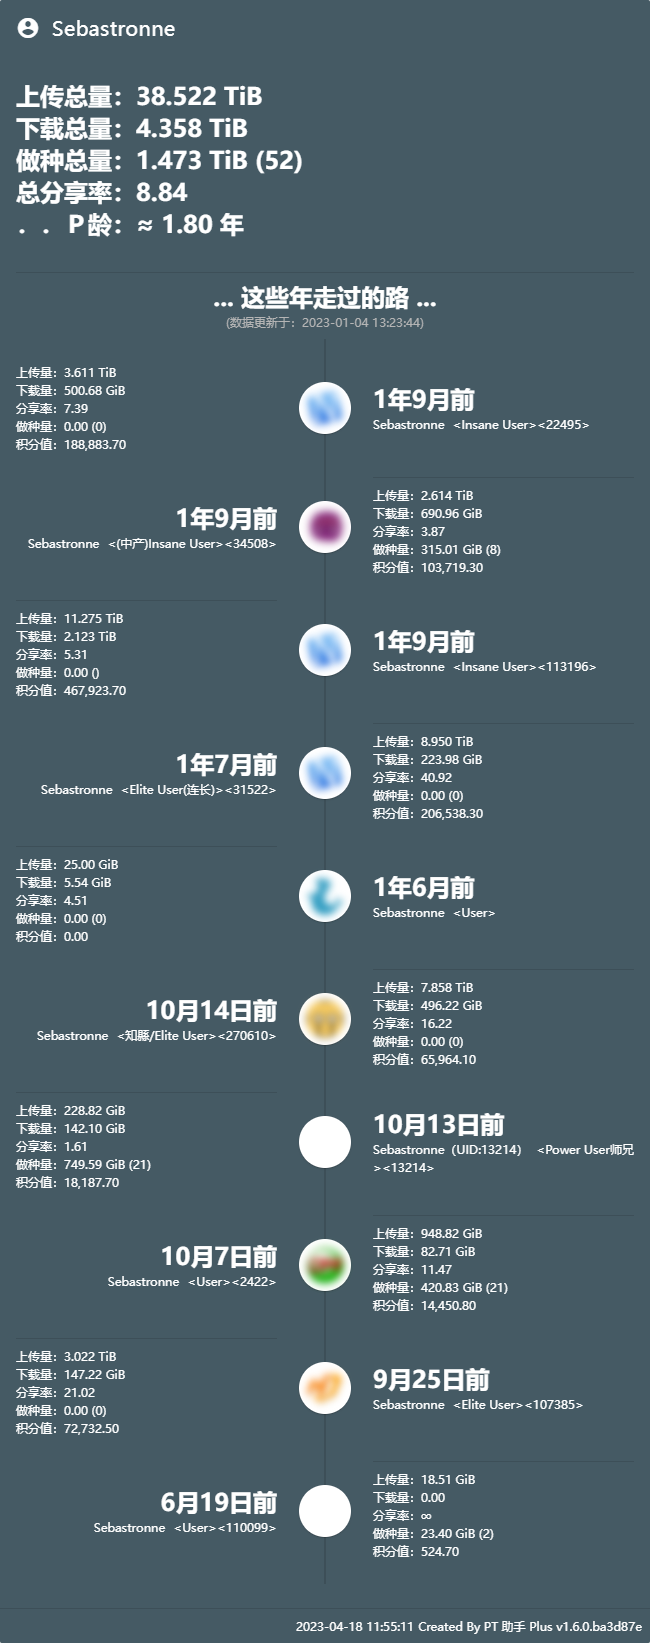 Sebastronne
上传总量：38.522 TiB
下载总量：4.358 TiB
做种总量：1.473 TiB (52)
总分享率：8.84
．．Ｐ龄：≈ 1.80 年
... 这些年走过的路 ...
(数据更新于：2023-01-04 13:23:44)
上传量：3.611 TiB
下载量：500.68 GiB
分享率：7.39
做种量：0.00 (0)
积分值：188,883.70
1年9月前
Sebastronne <Insane User><22495>
1年9月前
Sebastronne <(中产)Insane User><34508>
上传量：2.614 TiB
下载量：690.96 GiB
分享率：3.87
做种量：315.01 GiB (8)
积分值：103,719.30
上传量：11.275 TiB
下载量：2.123 TiB
分享率：5.31
做种量：0.00 ()
积分值：467,923.70
1年9月前
Sebastronne <Insane User><113196>
1年7月前
Sebastronne <Elite User(连长)><31522>
上传量：8.950 TiB
下载量：223.98 GiB
分享率：40.92
做种量：0.00 (0)
积分值：206,538.30
上传量：25.00 GiB
下载量：5.54 GiB
分享率：4.51
做种量：0.00 (0)
积分值：0.00
1年6月前
Sebastronne <User>
10月14日前
Sebastronne <知縣/Elite User><270610>
上传量：7.858 TiB
下载量：496.22 GiB
分享率：16.22
做种量：0.00 (0)
积分值：65,964.10
上传量：228.82 GiB
下载量：142.10 GiB
分享率：1.61
做种量：749.59 GiB (21)
积分值：18,187.70
10月13日前
Sebastronne（UID:13214） <Power User师兄
><13214>
10月7日前
Sebastronne <User><2422>
上传量：948.82 GiB
下载量：82.71 GiB
分享率：11.47
做种量：420.83 GiB (21)
积分值：14,450.80
上传量：3.022 TiB
下载量：147.22 GiB
分享率：21.02
做种量：0.00 (0)
积分值：72,732.50
9月25日前
Sebastronne <Elite User><107385>
6月19日前
Sebastronne <User><110099>
上传量：18.51 GiB
下载量：0.00
分享率：∞
做种量：23.40 GiB (2)
积分值：524.70
2023-04-18 11:55:11 Created By PT 助手 Plus v1.6.0.ba3d87e